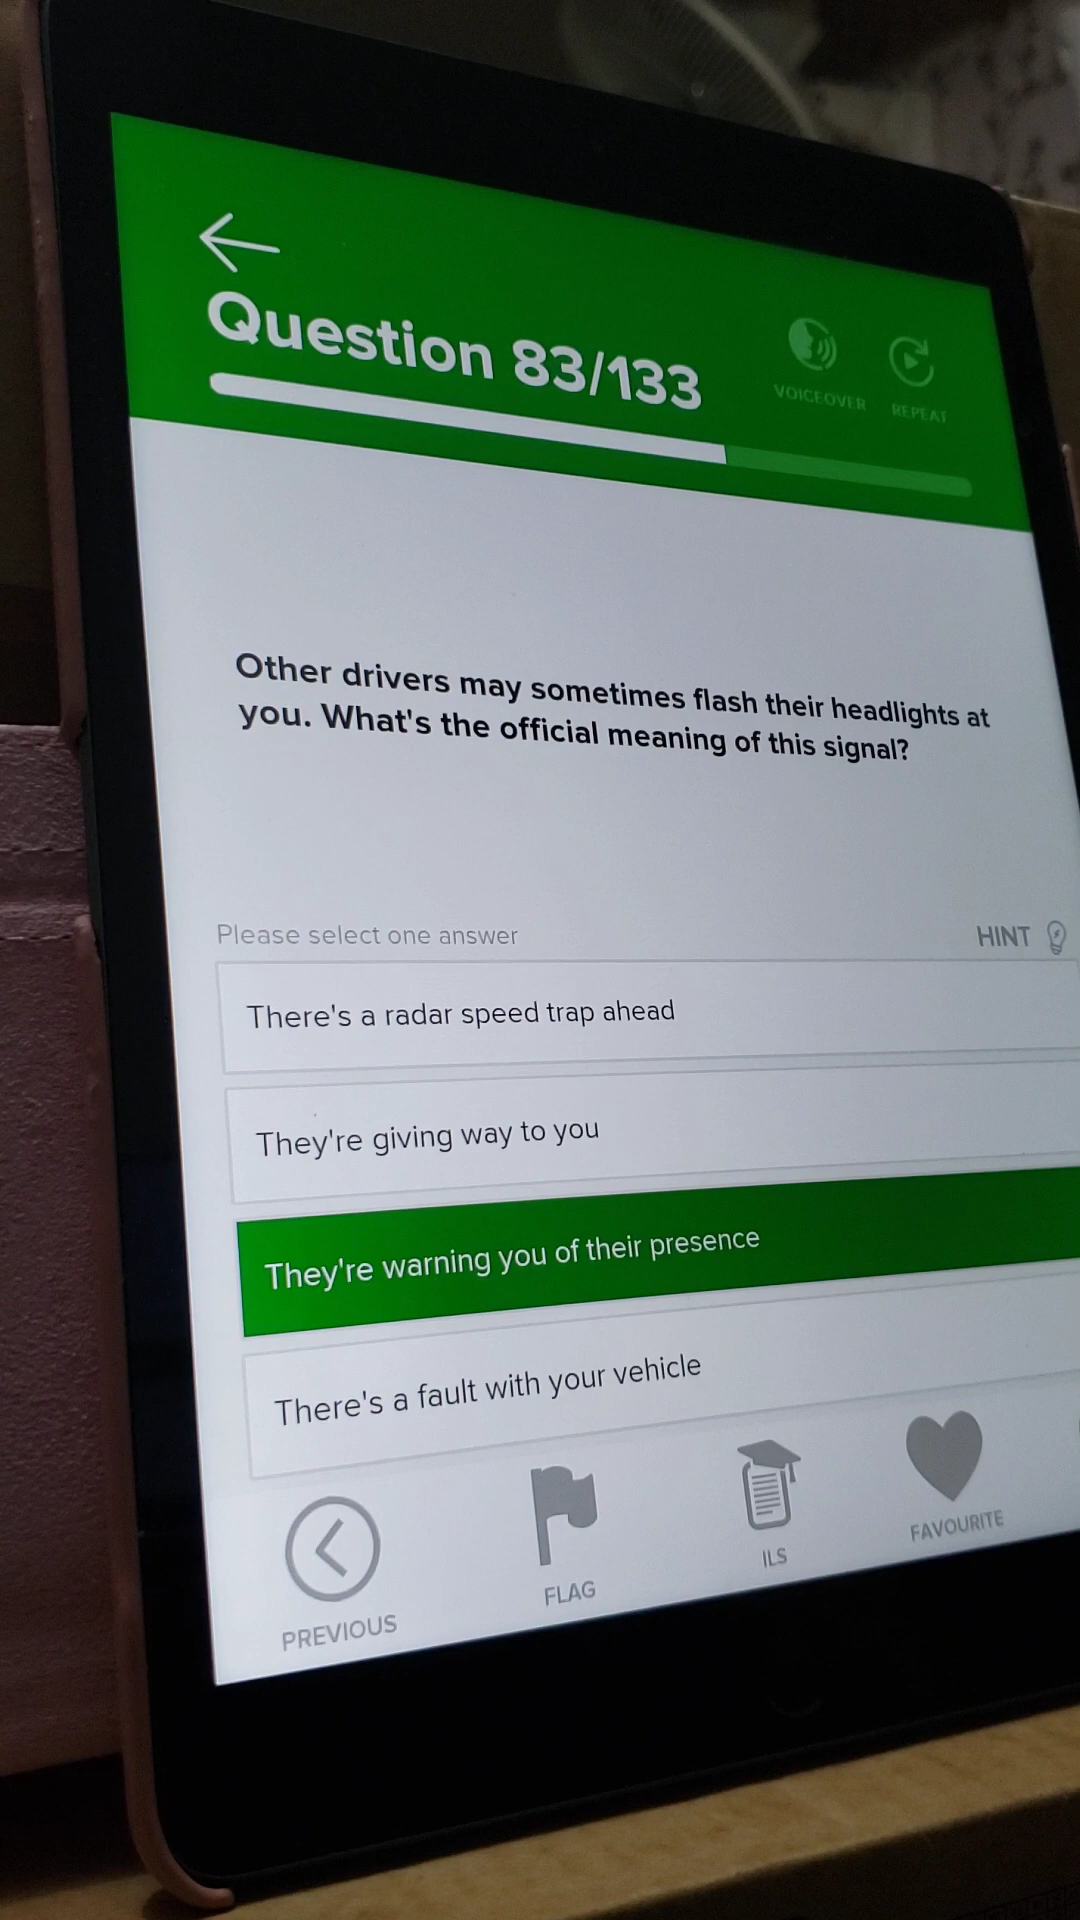 Question 83/133
VOICEOVER
REPEAT
Other drivers may sometimes flash their headlights at
you. What's the official meaning of this signal?
Please select one answer
HINT
There's a radar speed trap ahead
They're giving way to you
They're warning you of their presence
There's a fault with your vehicle
PREVIOUS
FLAG
ILS
FAVOURITE